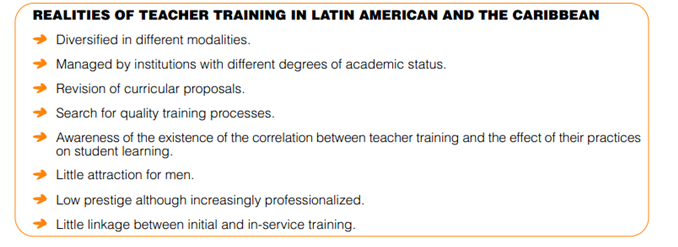 REALITIES OF TEACHER TRAINING IN LATIN AMERICAN AND THE CARIBBEAN
Diversified in different modalities.
Managed by institutions with different degrees of academic status.
Revision of curricular proposals.
Search for quality training processes.
Awareness of the existence of the correlation between teacher training and the effect of their practices
on student learning.
Little attraction for men.
Low prestige although increasingly professionalized.
Little linkage between initial and in-service training.